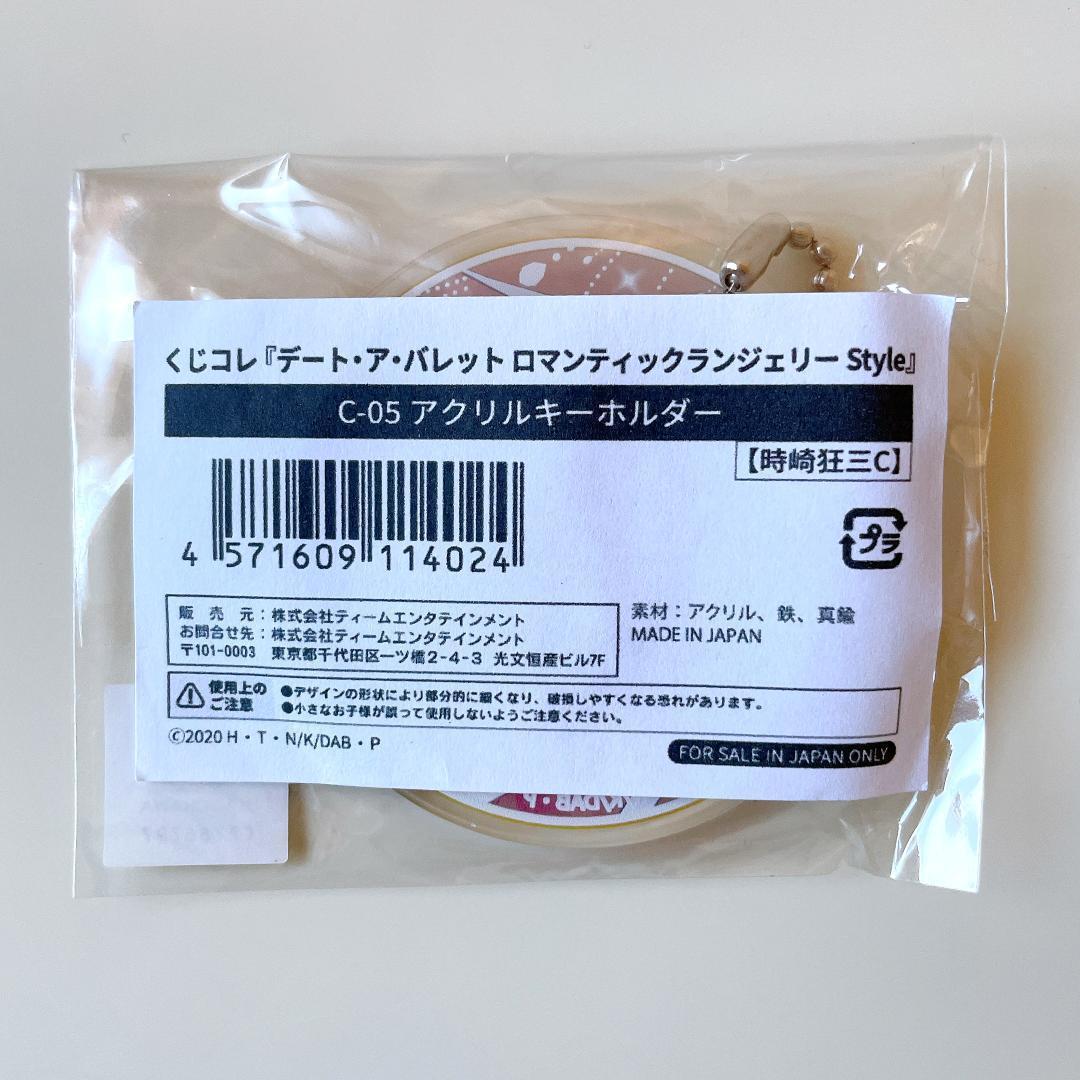 くじコレ『デート・ア・バレット ロマンティックランジェリー Style』
C-05 アクリルキーホルダー
【時崎狂三C】
4 571609 114024
プラ
販 売 元：株式会社ティームエンタテインメント
お問合せ先：株式会社ティームエンタテインメント
〒101-0003 東京都千代田区一ツ橋2-4-3 光文恒産ビル7F
素材：アクリル、鉄、真鍮
MADE IN JAPAN
使用上の
ご注意
●デザインの形状により部分的に細くなり、破損しやすくなる恐れがあります。
●小さなお子様が誤って使用しないようご注意ください。
©2020 H・T・N/K/DAB・P
FOR SALE IN JAPAN ONLY
K/DAB・P